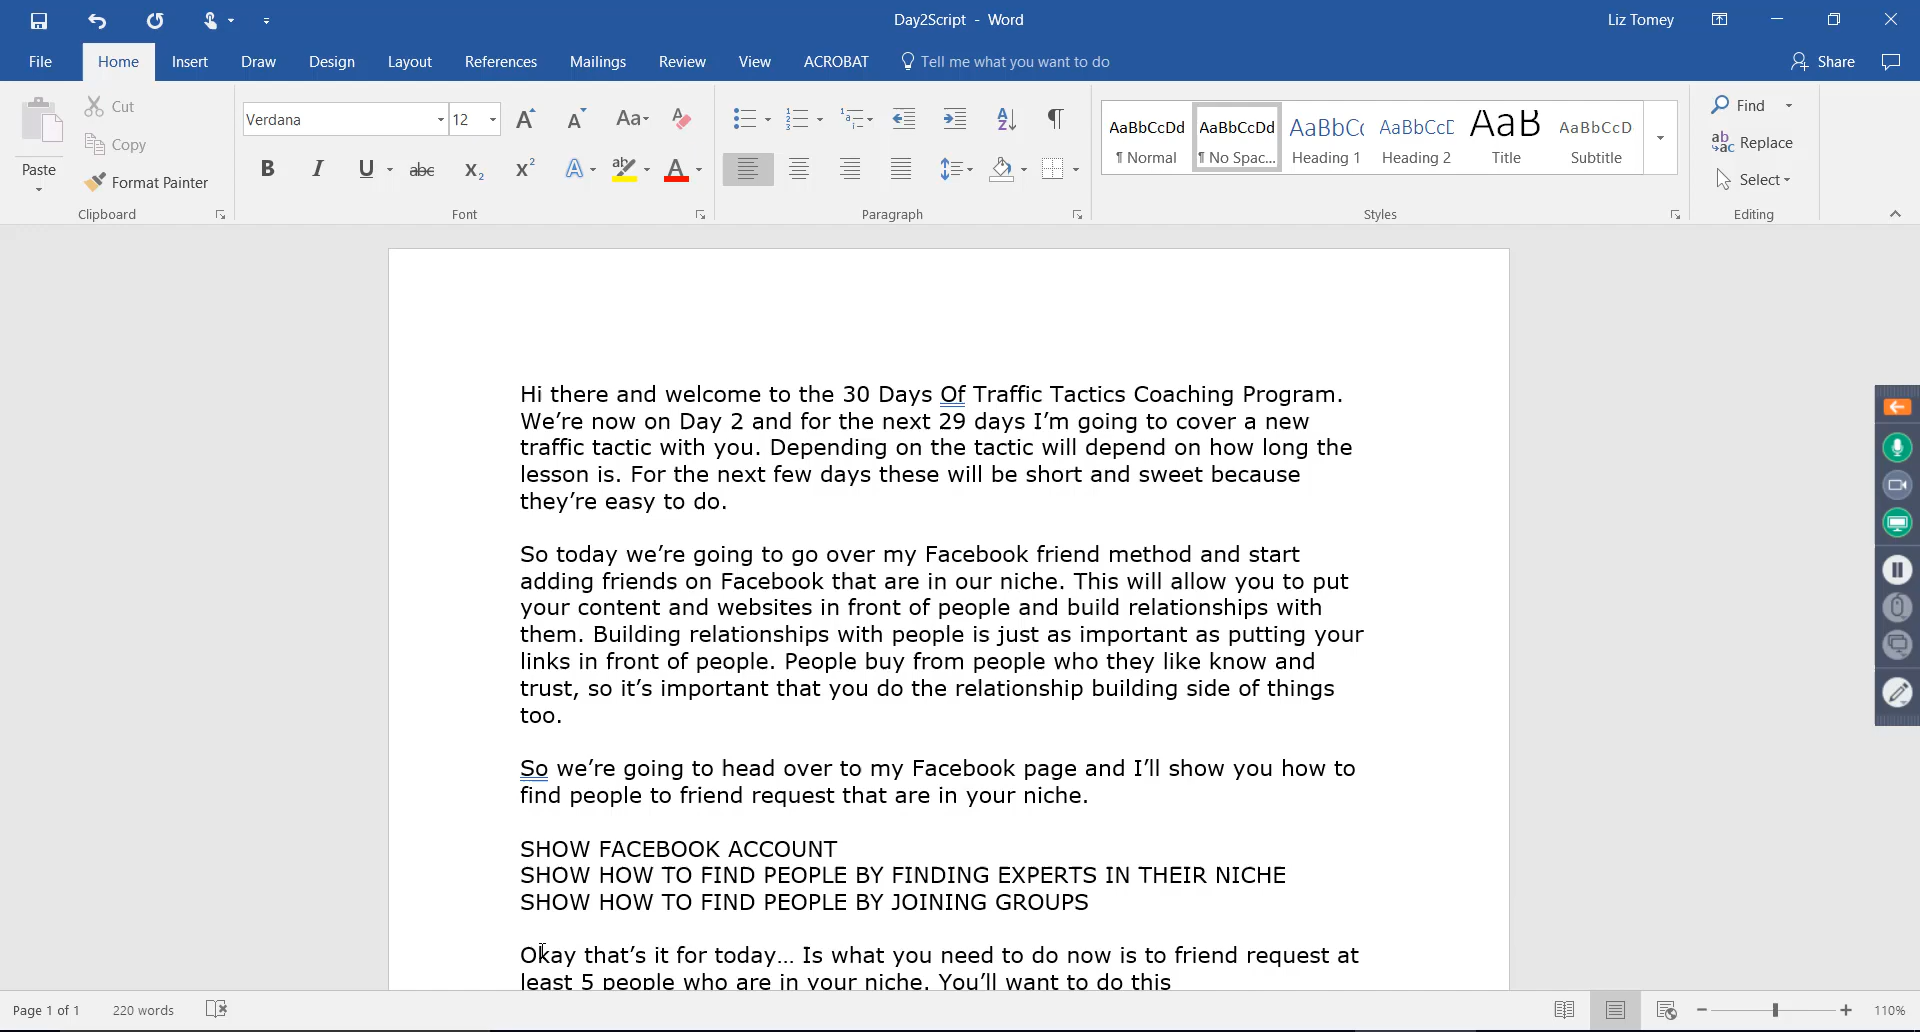 Day2Script - Word
Liz Tomey
File Home Insert Draw Design Layout References Mailings Review View ACROBAT Tell me what you want to do Share
Cut
Copy
Paste
Format Painter
Clipboard
Verdana 12
Font
Paragraph
AaBbCcDd AaBbCcDd AaBbC AaBbCcD AaB AaBbCcD
¶ Normal ¶ No Spac... Heading 1 Heading 2 Title Subtitle
Styles
Find
Replace
Select
Editing
Hi there and welcome to the 30 Days Of Traffic Tactics Coaching Program.
We’re now on Day 2 and for the next 29 days I’m going to cover a new
traffic tactic with you. Depending on the tactic will depend on how long the
lesson is. For the next few days these will be short and sweet because
they’re easy to do.
So today we’re going to go over my Facebook friend method and start
adding friends on Facebook that are in our niche. This will allow you to put
your content and websites in front of people and build relationships with
them. Building relationships with people is just as important as putting your
links in front of people. People buy from people who they like know and
trust, so it’s important that you do the relationship building side of things
too.
So we’re going to head over to my Facebook page and I’ll show you how to
find people to friend request that are in your niche.
SHOW FACEBOOK ACCOUNT
SHOW HOW TO FIND PEOPLE BY FINDING EXPERTS IN THEIR NICHE
SHOW HOW TO FIND PEOPLE BY JOINING GROUPS
Okay that’s it for today… Is what you need to do now is to friend request at
least 5 people who are in your niche. You’ll want to do this
Page 1 of 1 220 words 110%